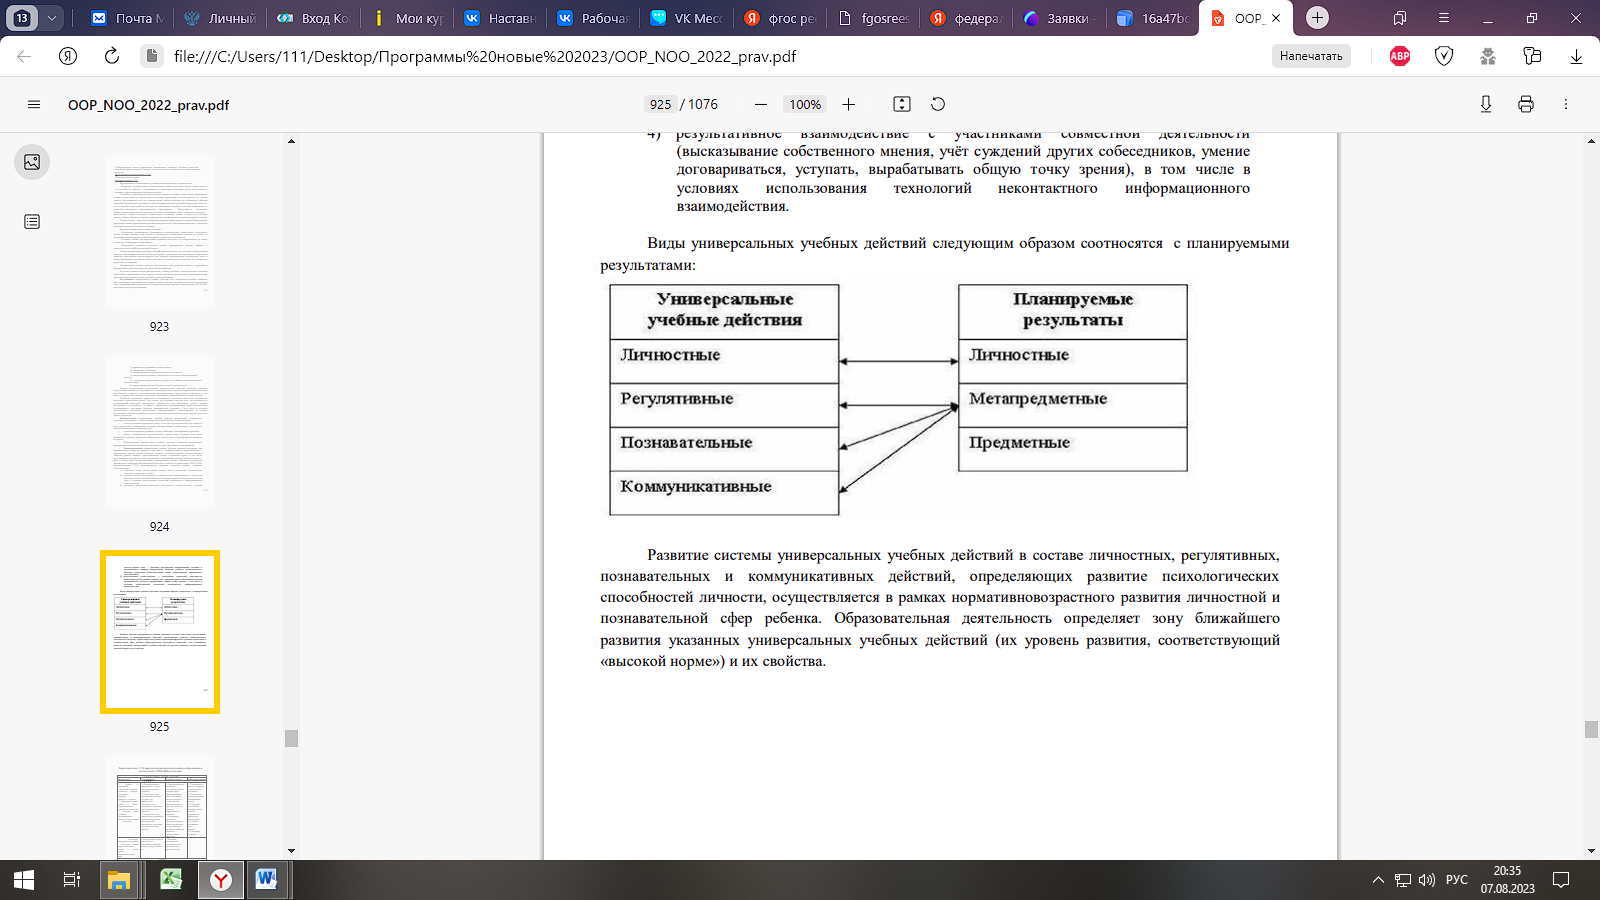 13
Почта М
Личный
Вход Ко
Мои кур
Наставн
Рабочая
VK Месс
фгос ре
fgosrees
федера
Заявки –
16a47b
OOP_
file:///C:/Users/111/Desktop/Программы%20новые%202023/OOP_NOO_2022_prav.pdf
Напечатать
ABP
OOP_NOO_2022_prav.pdf
925 / 1076
100%
923
924
925
4) результативное взаимодействие с участниками совместной деятельности
(высказывание собственного мнения, учёт суждений других собеседников, умение
договариваться, уступать, вырабатывать общую точку зрения), в том числе в
условиях использования технологий неконтактного информационного
взаимодействия.
Виды универсальных учебных действий следующим образом соотносятся с планируемыми
результатами:
Универсальные
учебные действия
Личностные
Регулятивные
Познавательные
Коммуникативные
Планируемые
результаты
Личностные
Метапредметные
Предметные
Развитие системы универсальных учебных действий в составе личностных, регулятивных,
познавательных и коммуникативных действий, определяющих развитие психологических
способностей личности, осуществляется в рамках нормативновозрастного развития личностной и
познавательной сфер ребенка. Образовательная деятельность определяет зону ближайшего
развития указанных универсальных учебных действий (их уровень развития, соответствующий
«высокой норме») и их свойства.
РУС
20:35
07.08.2023